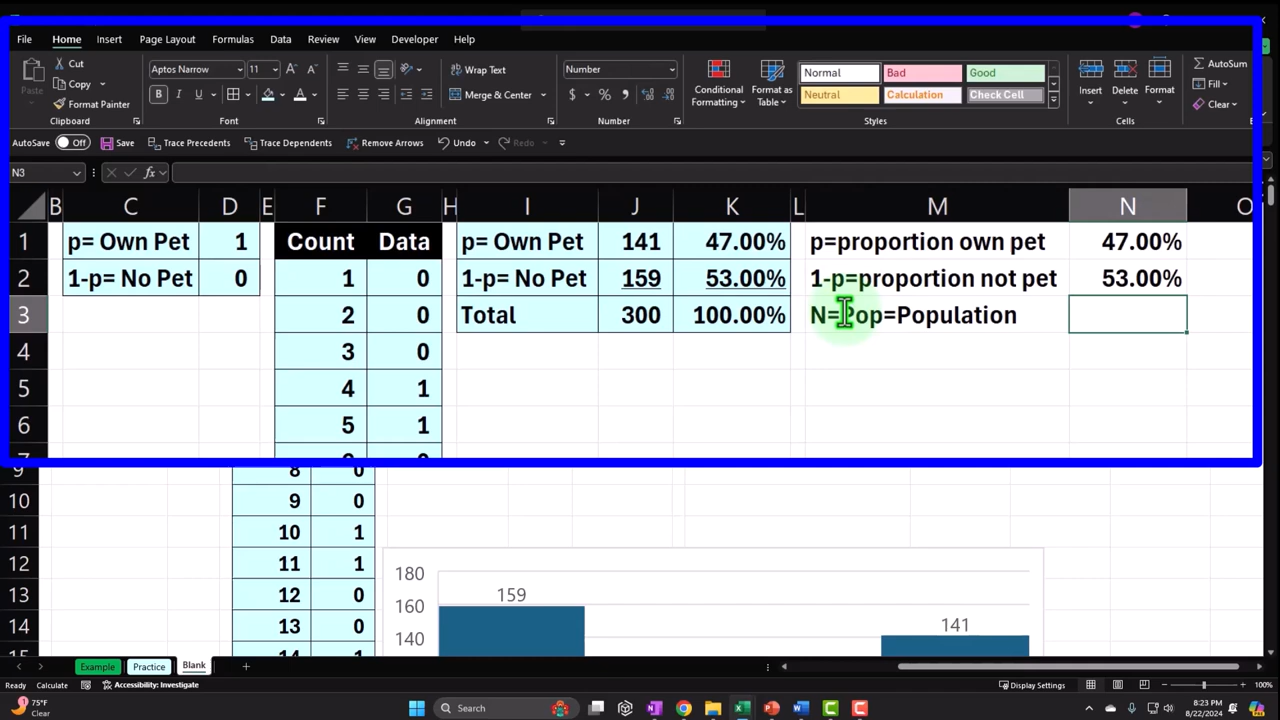 File Home Insert Page Layout Formulas Data Review View Developer Help
Paste Cut Copy Format Painter Clipboard
Aptos Narrow 11 B I U Font
Wrap Text Merge & Center Alignment
Number $ % , Number
Conditional Formatting Format as Table Normal Bad Good Neutral Calculation Check Cell Styles
Insert Delete Format Cells
AutoSum Fill Clear
AutoSave Off Save Trace Precedents Trace Dependents Remove Arrows Undo Redo
N3 fx
B C D E F G H I J K L M N O
1 p= Own Pet 1 Count Data p= Own Pet 141 47.00% p=proportion own pet 47.00%
2 1-p= No Pet 0 1 0 1-p= No Pet 159 53.00% 1-p=proportion not pet 53.00%
3 2 0 Total 300 100.00% N=Pop=Population
4 3 0
5 4 1
6 5 1
9 8 0
10 9 0
11 10 1
12 11 1
13 12 0
14 13 0
15 14 1
180
160
140
159
141
Example Practice Blank +
Ready Calculate Accessibility: Investigate Display Settings 100%
75°F
Clear
Search
8:23 PM
8/22/2024